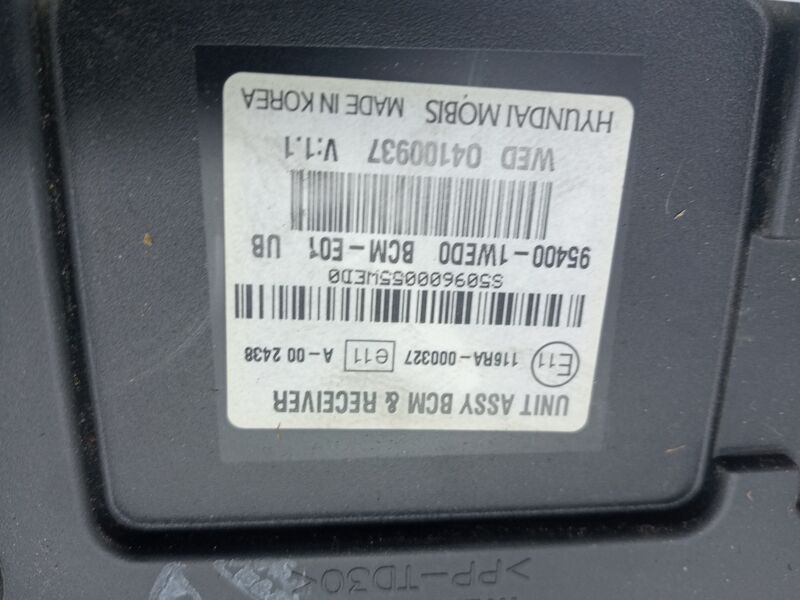 >PP-TD30<
UNIT ASSY BCM & RECEIVER
E11 116RA-000327 e11 A-00 2438
S5096000055WED0
95400-1WED0 BCM-E01 UB
WED 04100937 V:1.1
HYUNDAI MOBIS MADE IN KOREA